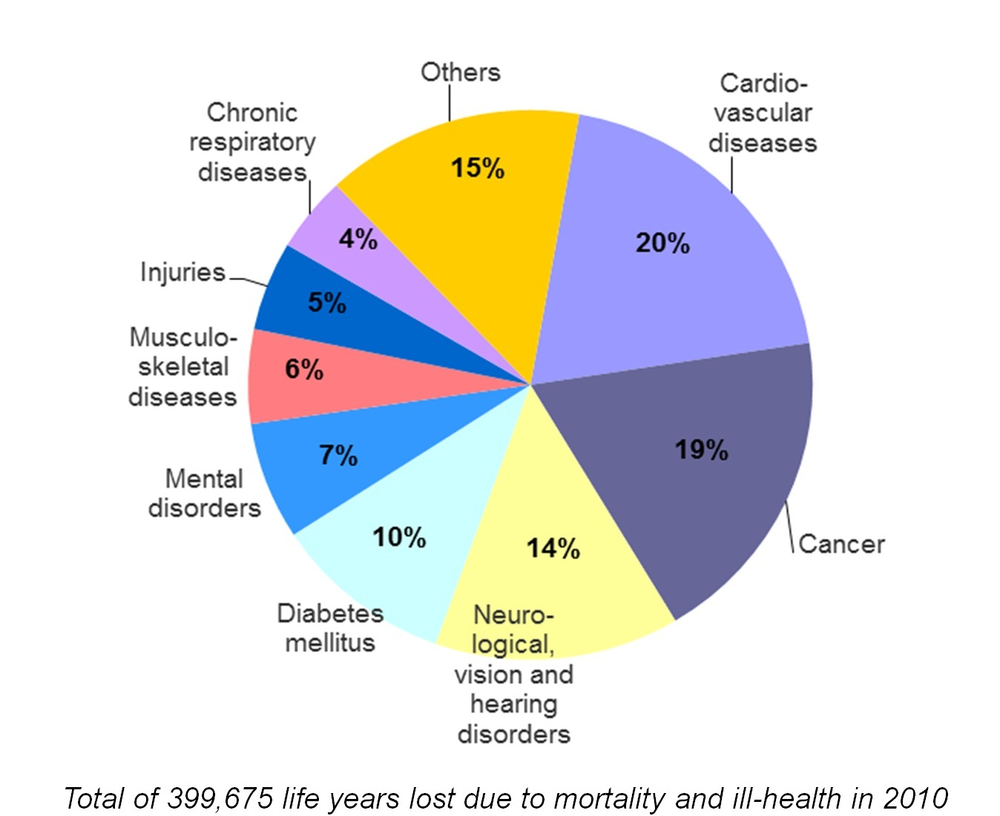 Others
15%
Cardio-
vascular
diseases
20%
Cancer
19%
Neuro-
logical,
vision and
hearing
disorders
14%
Diabetes
mellitus
10%
Mental
disorders
7%
Musculo-
skeletal
diseases
6%
Injuries
5%
Chronic
respiratory
diseases
4%
Total of 399,675 life years lost due to mortality and ill-health in 2010